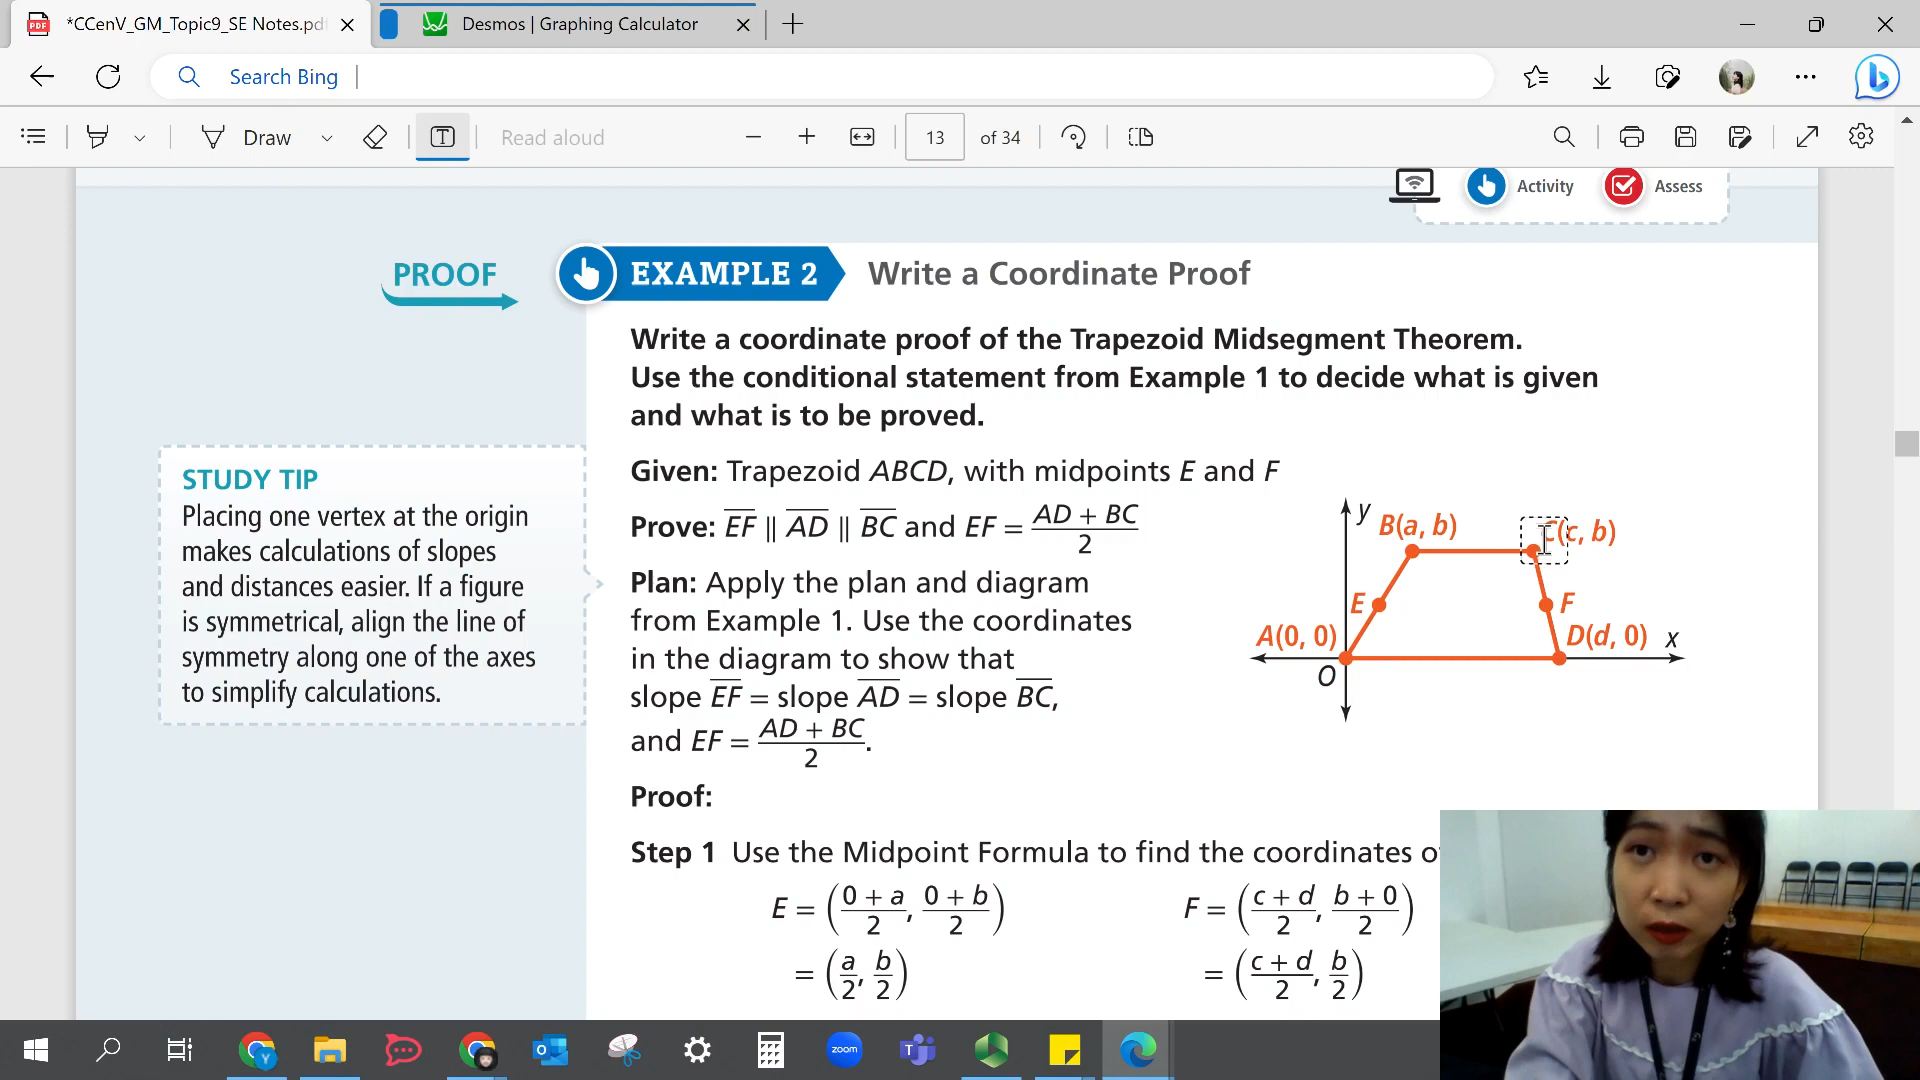 *CCenV_GM_Topic9_SE Notes.pdf
Desmos | Graphing Calculator
Search Bing
Draw
Read aloud
13 of 34
Activity
Assess
PROOF
EXAMPLE 2 Write a Coordinate Proof
Write a coordinate proof of the Trapezoid Midsegment Theorem.
Use the conditional statement from Example 1 to decide what is given
and what is to be proved.
STUDY TIP
Placing one vertex at the origin
makes calculations of slopes
and distances easier. If a figure
is symmetrical, align the line of
symmetry along one of the axes
to simplify calculations.
Given: Trapezoid ABCD, with midpoints E and F
Prove: EF ∥ AD ∥ BC and EF = (AD + BC)/2
Plan: Apply the plan and diagram
from Example 1. Use the coordinates
in the diagram to show that
slope EF = slope AD = slope BC,
and EF = (AD + BC)/2.
y
B(a, b)
C(c, b)
E
F
A(0, 0)
D(d, 0)
x
O
Proof:
Step 1 Use the Midpoint Formula to find the coordinates
E = ((0 + a)/2, (0 + b)/2)
F = ((c + d)/2, (b + 0)/2)
= (a/2, b/2)
= ((c + d)/2, b/2)
zoom